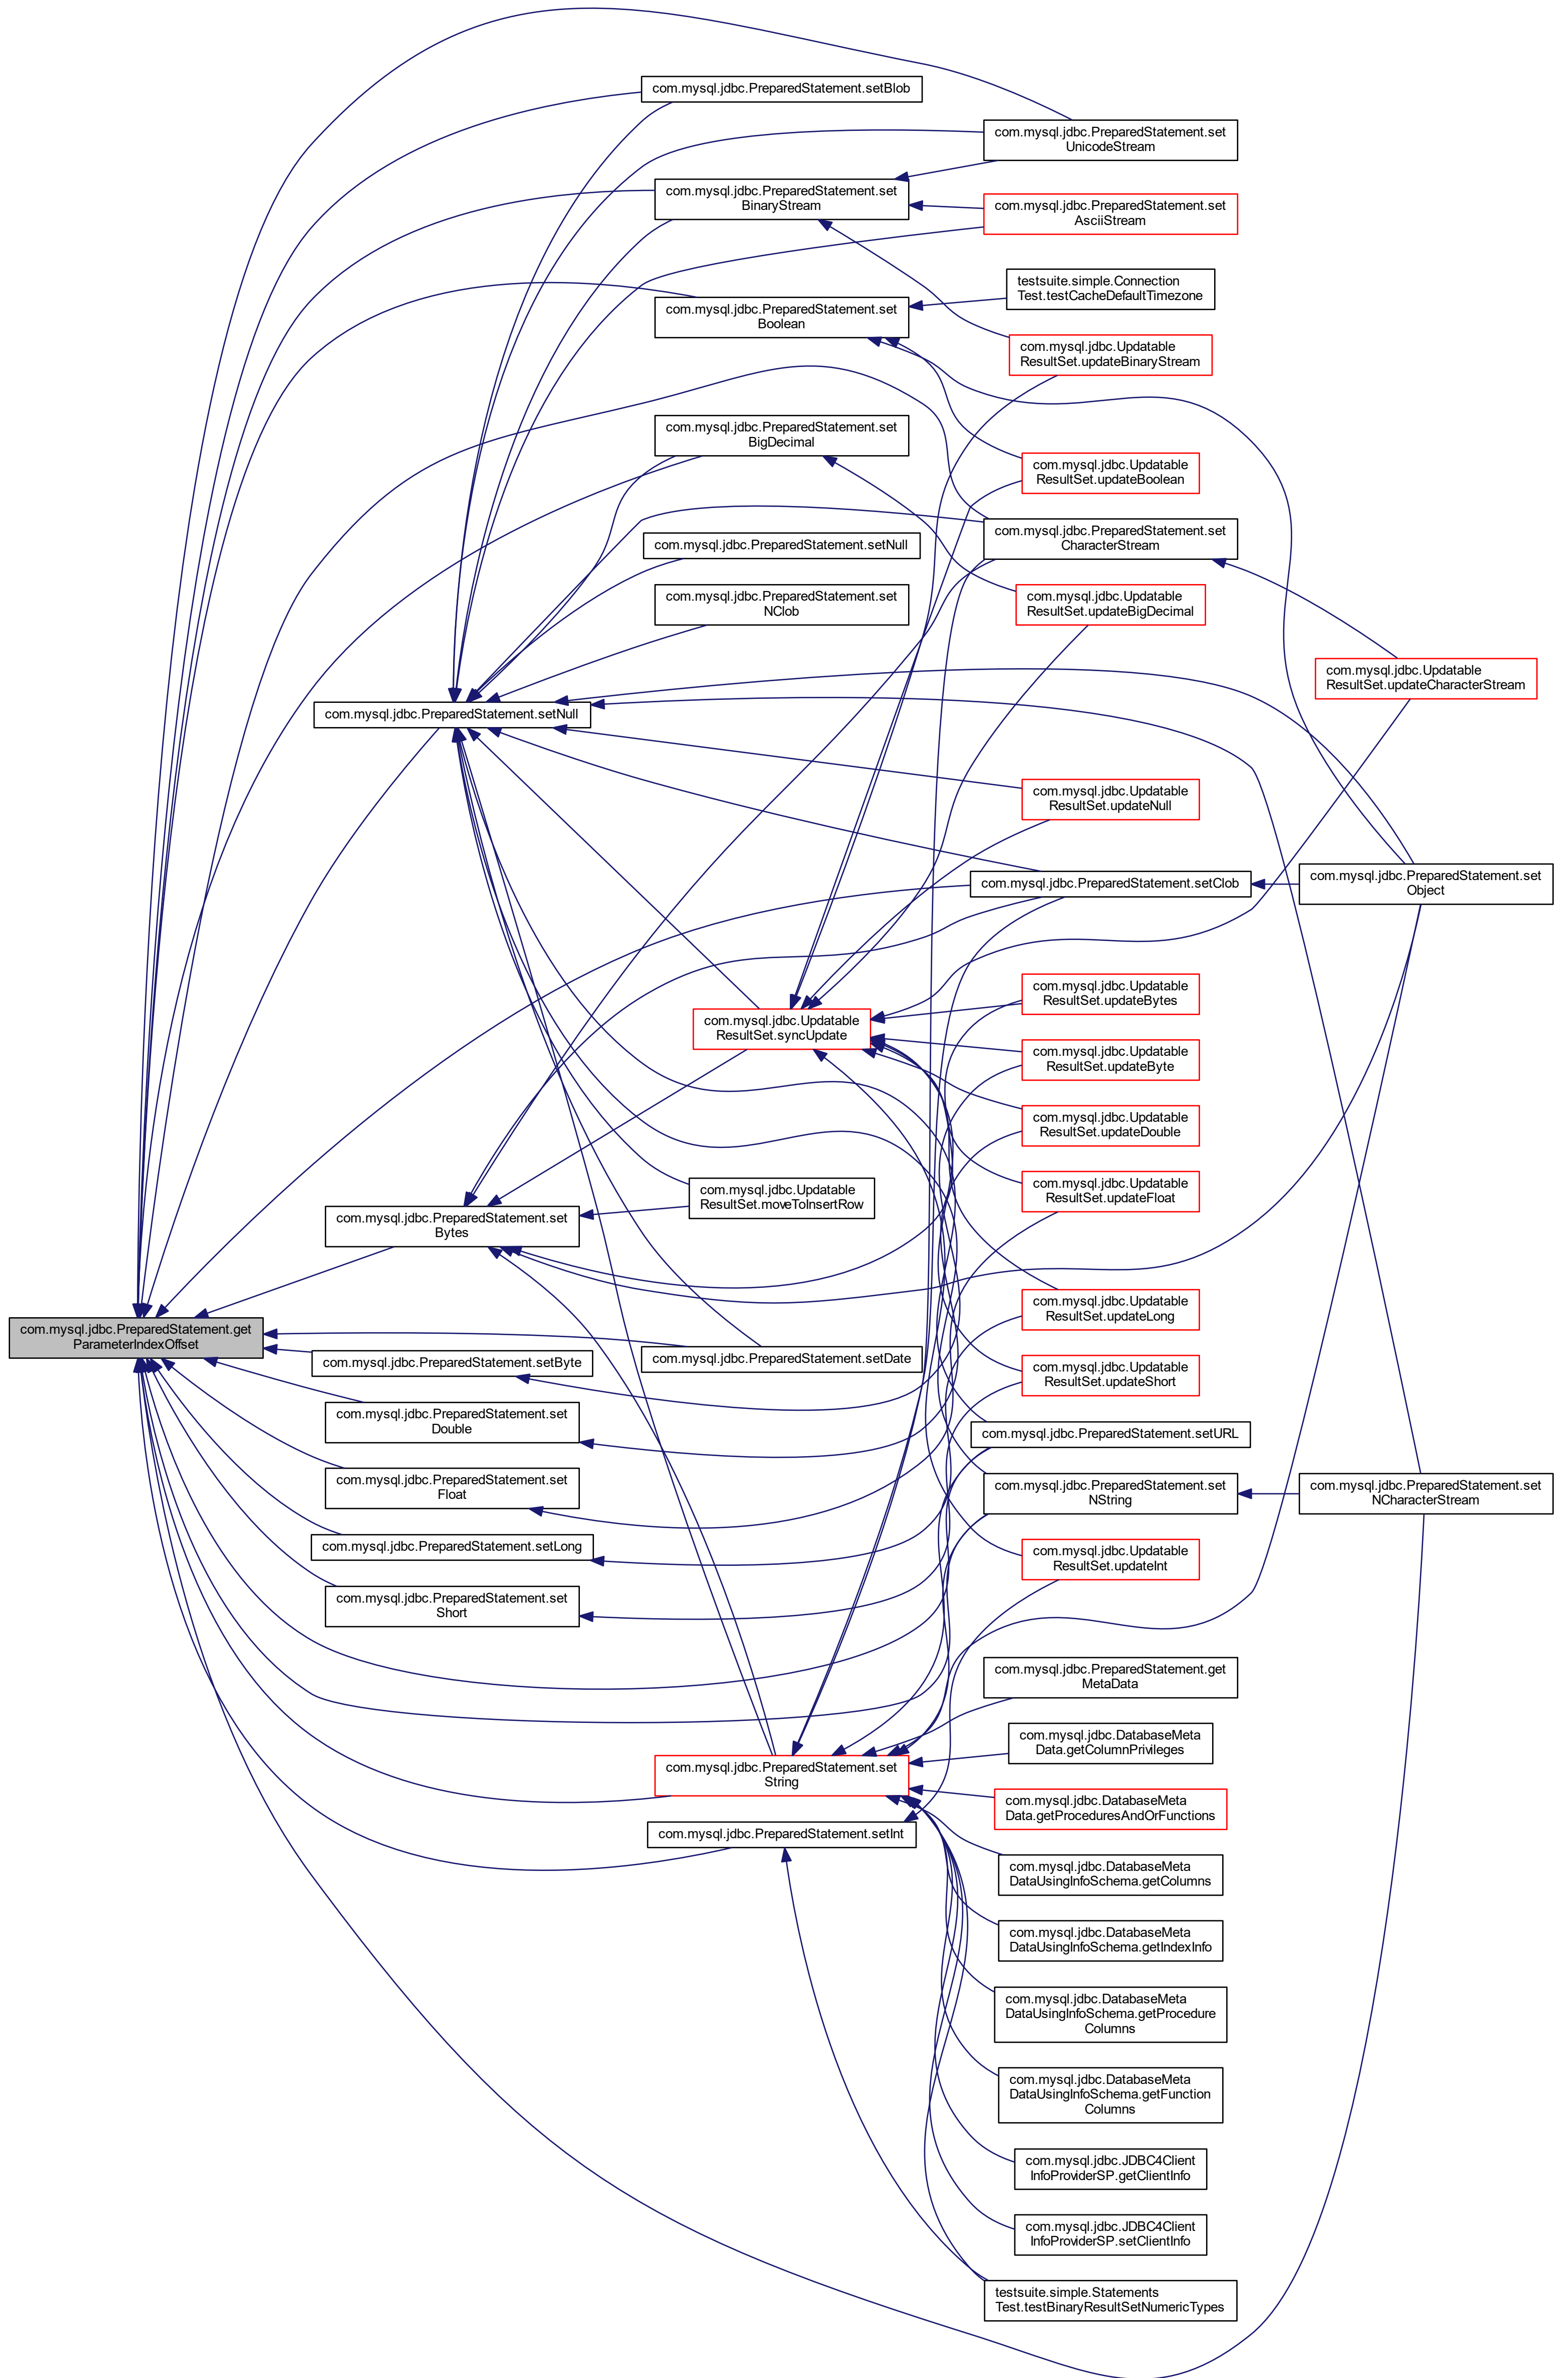 com.mysql.jdbc.PreparedStatement.setBlob
com.mysql.jdbc.PreparedStatement.set
UnicodeStream
com.mysql.jdbc.PreparedStatement.set
BinaryStream
com.mysql.jdbc.PreparedStatement.set
AsciiStream
testsuite.simple.Connection
Test.testCacheDefaultTimezone
com.mysql.jdbc.PreparedStatement.set
Boolean
com.mysql.jdbc.Updatable
ResultSet.updateBinaryStream
com.mysql.jdbc.PreparedStatement.set
BigDecimal
com.mysql.jdbc.Updatable
ResultSet.updateBoolean
com.mysql.jdbc.PreparedStatement.set
CharacterStream
com.mysql.jdbc.PreparedStatement.setNull
com.mysql.jdbc.PreparedStatement.set
NClob
com.mysql.jdbc.Updatable
ResultSet.updateBigDecimal
com.mysql.jdbc.Updatable
ResultSet.updateCharacterStream
com.mysql.jdbc.PreparedStatement.setNull
com.mysql.jdbc.Updatable
ResultSet.updateNull
com.mysql.jdbc.PreparedStatement.setClob
com.mysql.jdbc.PreparedStatement.set
Object
com.mysql.jdbc.Updatable
ResultSet.updateBytes
com.mysql.jdbc.Updatable
ResultSet.syncUpdate
com.mysql.jdbc.Updatable
ResultSet.updateByte
com.mysql.jdbc.Updatable
ResultSet.updateDouble
com.mysql.jdbc.Updatable
ResultSet.updateFloat
com.mysql.jdbc.Updatable
ResultSet.moveToInsertRow
com.mysql.jdbc.PreparedStatement.set
Bytes
com.mysql.jdbc.Updatable
ResultSet.updateLong
com.mysql.jdbc.PreparedStatement.get
ParameterIndexOffset
com.mysql.jdbc.PreparedStatement.setDate
com.mysql.jdbc.PreparedStatement.setByte
com.mysql.jdbc.Updatable
ResultSet.updateShort
com.mysql.jdbc.PreparedStatement.set
Double
com.mysql.jdbc.PreparedStatement.setURL
com.mysql.jdbc.PreparedStatement.set
Float
com.mysql.jdbc.PreparedStatement.set
NString
com.mysql.jdbc.PreparedStatement.set
NCharacterStream
com.mysql.jdbc.PreparedStatement.setLong
com.mysql.jdbc.Updatable
ResultSet.updateInt
com.mysql.jdbc.PreparedStatement.set
Short
com.mysql.jdbc.PreparedStatement.get
MetaData
com.mysql.jdbc.DatabaseMeta
Data.getColumnPrivileges
com.mysql.jdbc.PreparedStatement.set
String
com.mysql.jdbc.DatabaseMeta
Data.getProceduresAndOrFunctions
com.mysql.jdbc.PreparedStatement.setInt
com.mysql.jdbc.DatabaseMeta
DataUsingInfoSchema.getColumns
com.mysql.jdbc.DatabaseMeta
DataUsingInfoSchema.getIndexInfo
com.mysql.jdbc.DatabaseMeta
DataUsingInfoSchema.getProcedure
Columns
com.mysql.jdbc.DatabaseMeta
DataUsingInfoSchema.getFunction
Columns
com.mysql.jdbc.JDBC4Client
InfoProviderSP.getClientInfo
com.mysql.jdbc.JDBC4Client
InfoProviderSP.setClientInfo
testsuite.simple.Statements
Test.testBinaryResultSetNumericTypes